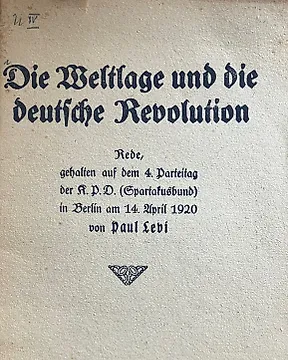 IV
Die Weltlage und die
deutsche Revolution
Rede,
gehalten auf dem 4. Parteitag
der K. P. D. (Spartakusbund)
in Berlin am 14. April 1920
von Paul Levi